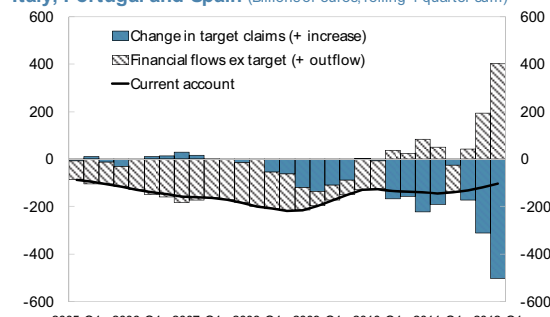 Italy, Portugal and Spain (Billions of euros, rolling 4 quarter sum)
600 600
Change in target claims (+ increase)
400 400
Financial flows ex target (+ outflow)
Current account
200 200
0 0
-200 -200
-400 -400
-600 -600